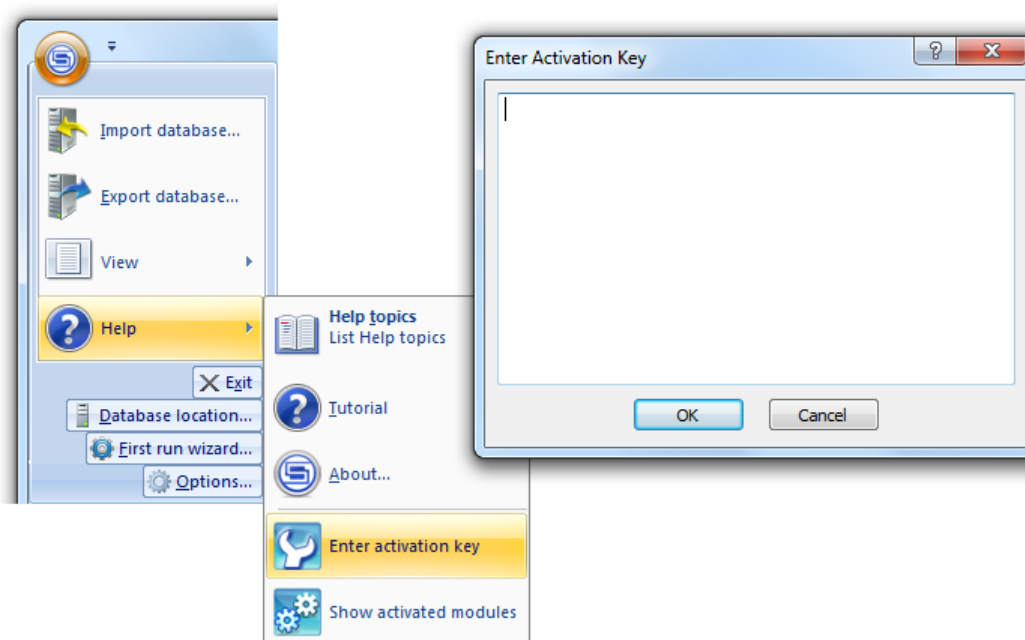 Import database...
Export database...
View
Help
Exit
Database location...
First run wizard...
Options...
Help topics
List Help topics
Tutorial
About...
Enter activation key
Show activated modules
Enter Activation Key
OK
Cancel